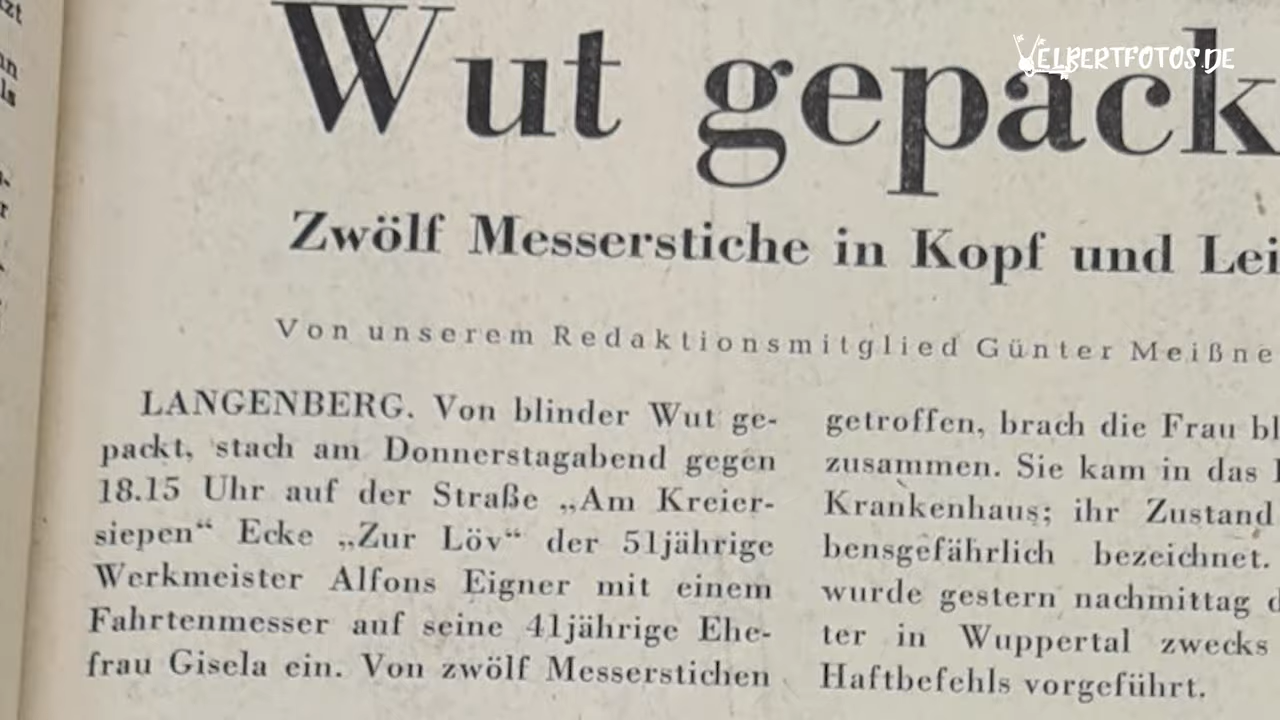 VELBERTFOTOS.DE
Wut gepack
Zwölf Messerstiche in Kopf und Lei
Von unserem Redaktionsmitglied Günter Meißne
LANGENBERG. Von blinder Wut ge-
packt, stach am Donnerstagabend gegen
18.15 Uhr auf der Straße „Am Kreier-
siepen“ Ecke „Zur Löv“ der 51jährige
Werkmeister Alfons Eigner mit einem
Fahrtenmesser auf seine 41jährige Ehe-
frau Gisela ein. Von zwölf Messerstichen
getroffen, brach die Frau bl
zusammen. Sie kam in das
Krankenhaus; ihr Zustand
bensgefährlich bezeichnet.
wurde gestern nachmittag d
ter in Wuppertal zwecks
Haftbefehls vorgeführt.